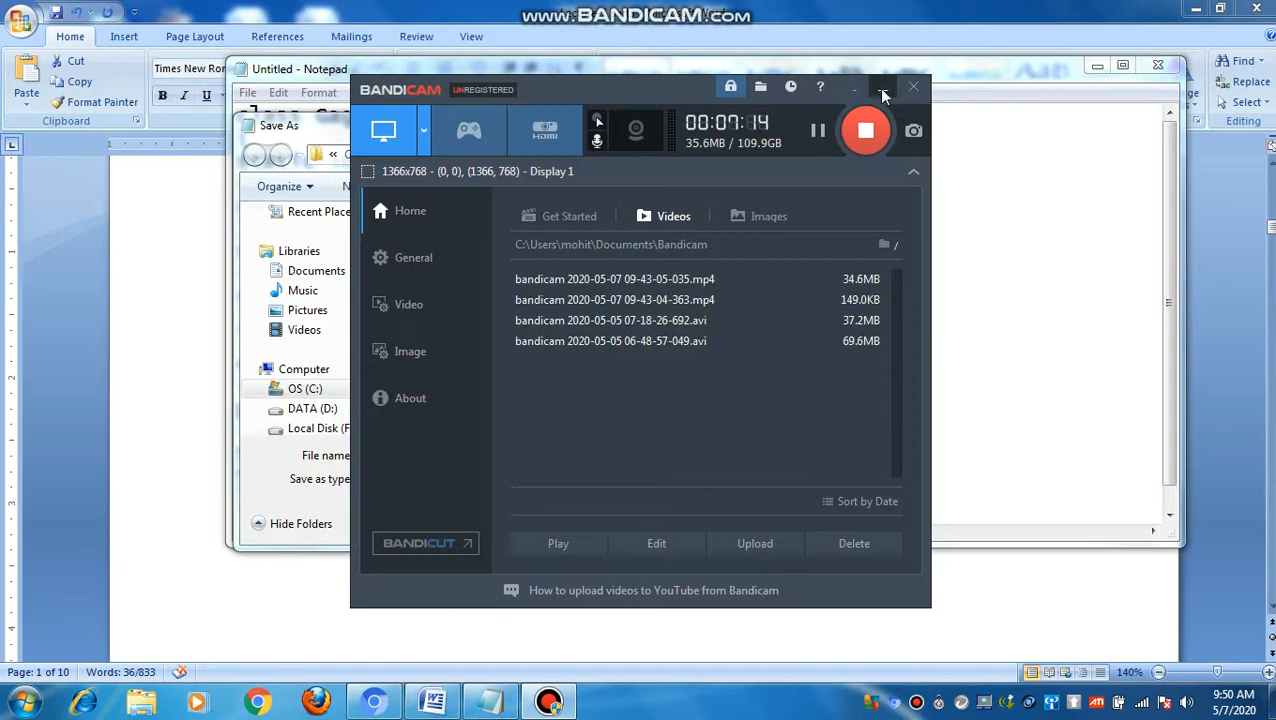 www.BANDICAM.com
Home Insert Page Layout References Mailings Review View
Cut
Copy
Format Painter
Paste
Clipboard
Times New Ro
B I U
Find
Replace
Select
Editing
Untitled - Notepad
File Edit Format
Save As
Organize
Recent Place
Libraries
Documents
Music
Pictures
Videos
Computer
OS (C:)
DATA (D:)
Local Disk (F
File name
Save as type
Hide Folders
BANDICAM UNREGISTERED
HDMI
00:07:14
35.6MB / 109.9GB
1366x768 - (0, 0), (1366, 768) - Display 1
Home
General
Video
Image
About
BANDICUT
Get Started Videos Images
C:\Users\mohit\Documents\Bandicam
bandicam 2020-05-07 09-43-05-035.mp4 34.6MB
bandicam 2020-05-07 09-43-04-363.mp4 149.0KB
bandicam 2020-05-05 07-18-26-692.avi 37.2MB
bandicam 2020-05-05 06-48-57-049.avi 69.6MB
Sort by Date
Play Edit Upload Delete
How to upload videos to YouTube from Bandicam
Page: 1 of 10 Words: 36/833 140%
9:50 AM
5/7/2020